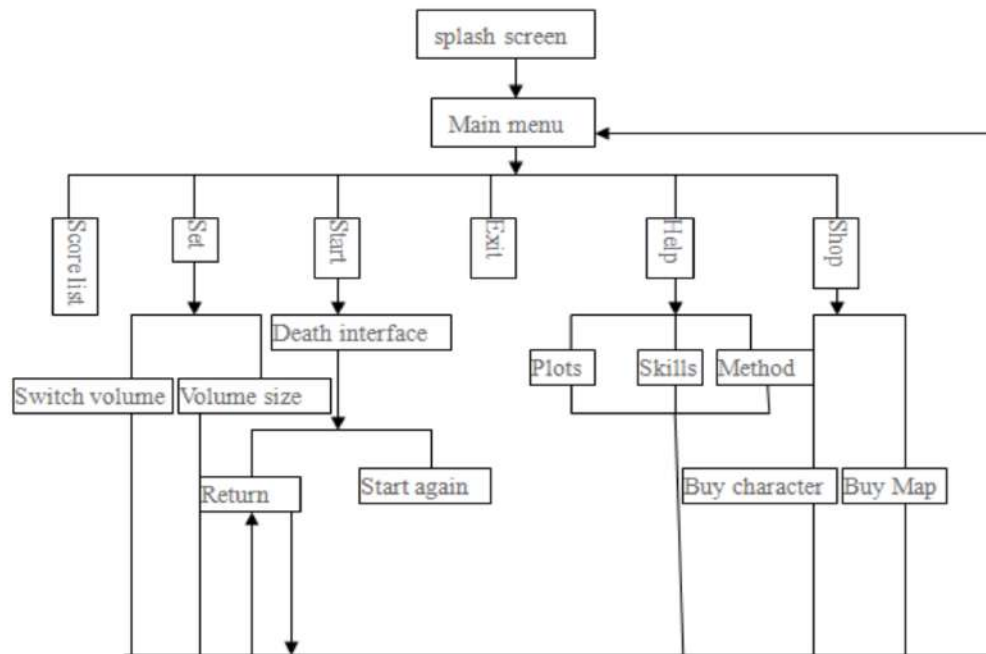 splash screen
Main menu
Score list
Set
Start
Exit
Help
Shop
Death interface
Plots
Skills
Method
Switch volume
Volume size
Return
Start again
Buy character
Buy Map